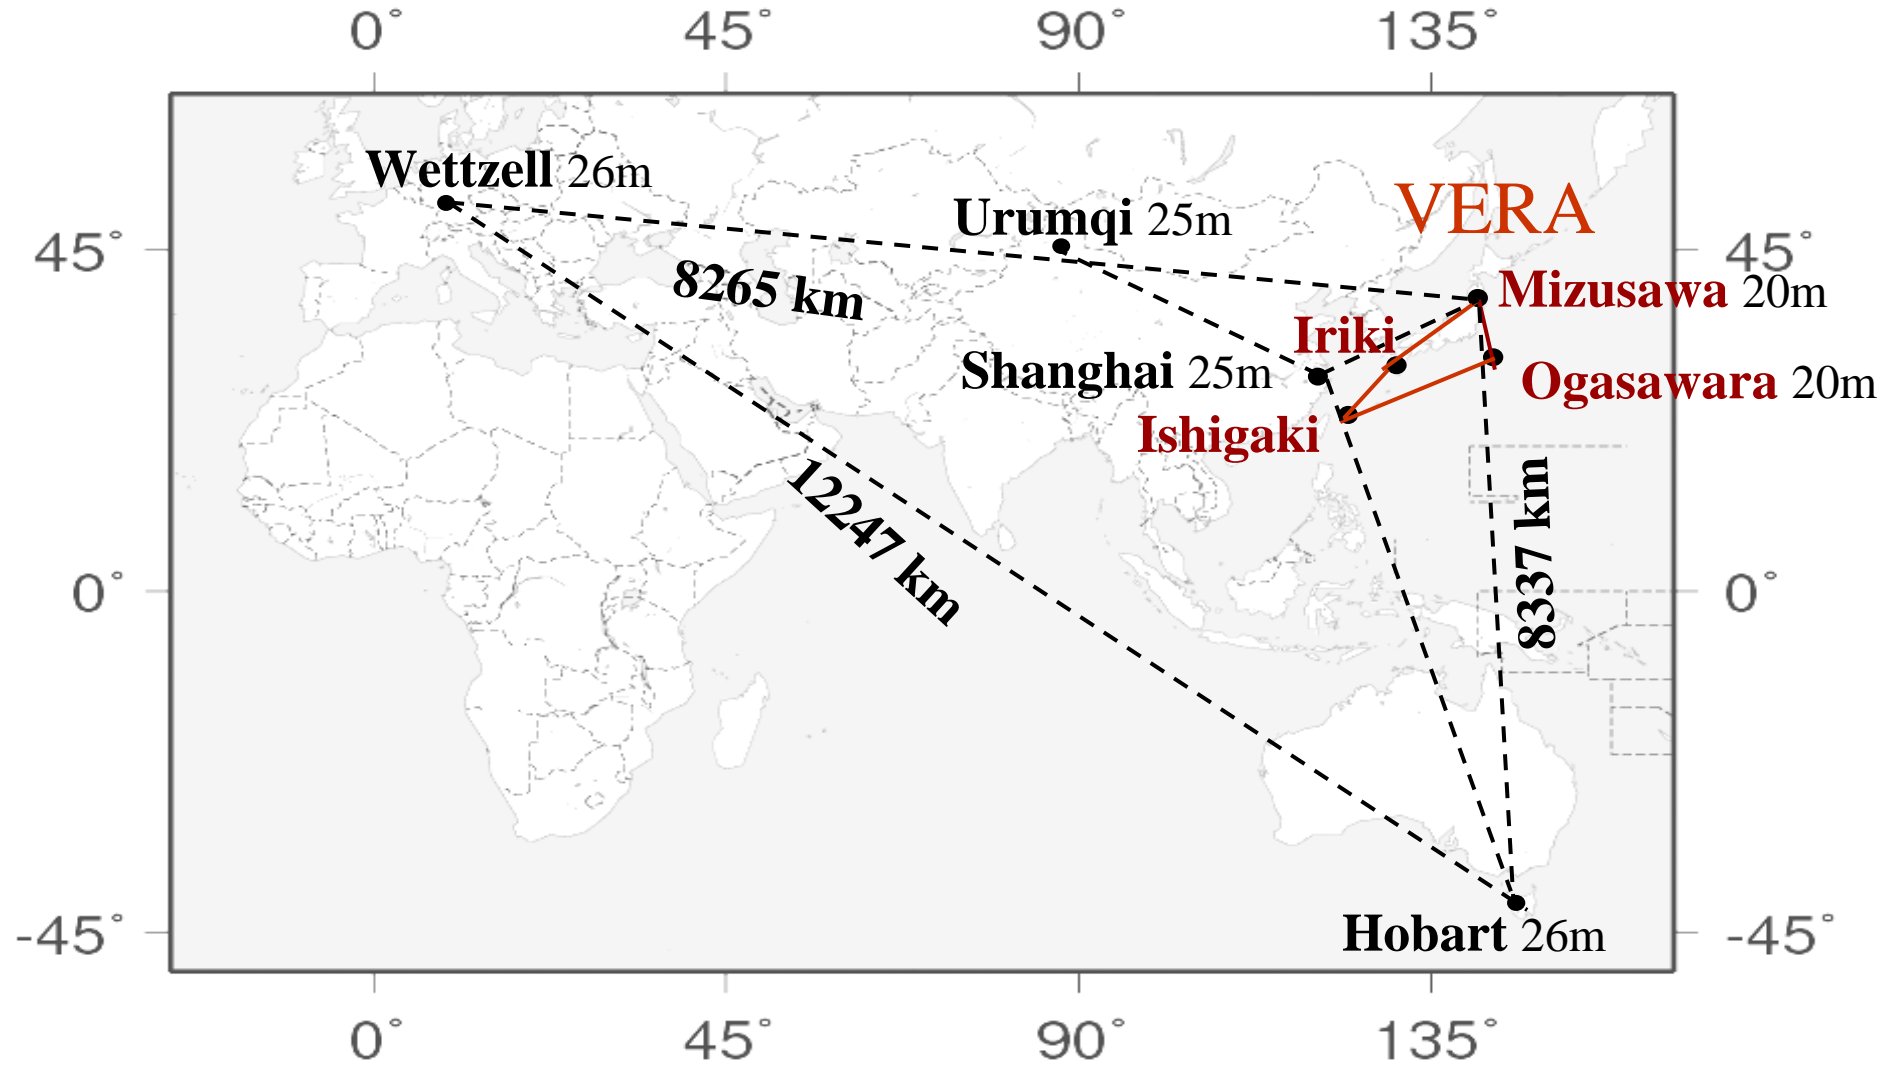 0° 45° 90° 135°
Wettzell 26m
Urumqi 25m
VERA
45° 45°
8265 km
Mizusawa 20m
Iriki
Shanghai 25m
Ogasawara 20m
Ishigaki
12247 km
8337 km
0° 0°
Hobart 26m
-45° -45°
0° 45° 90° 135°